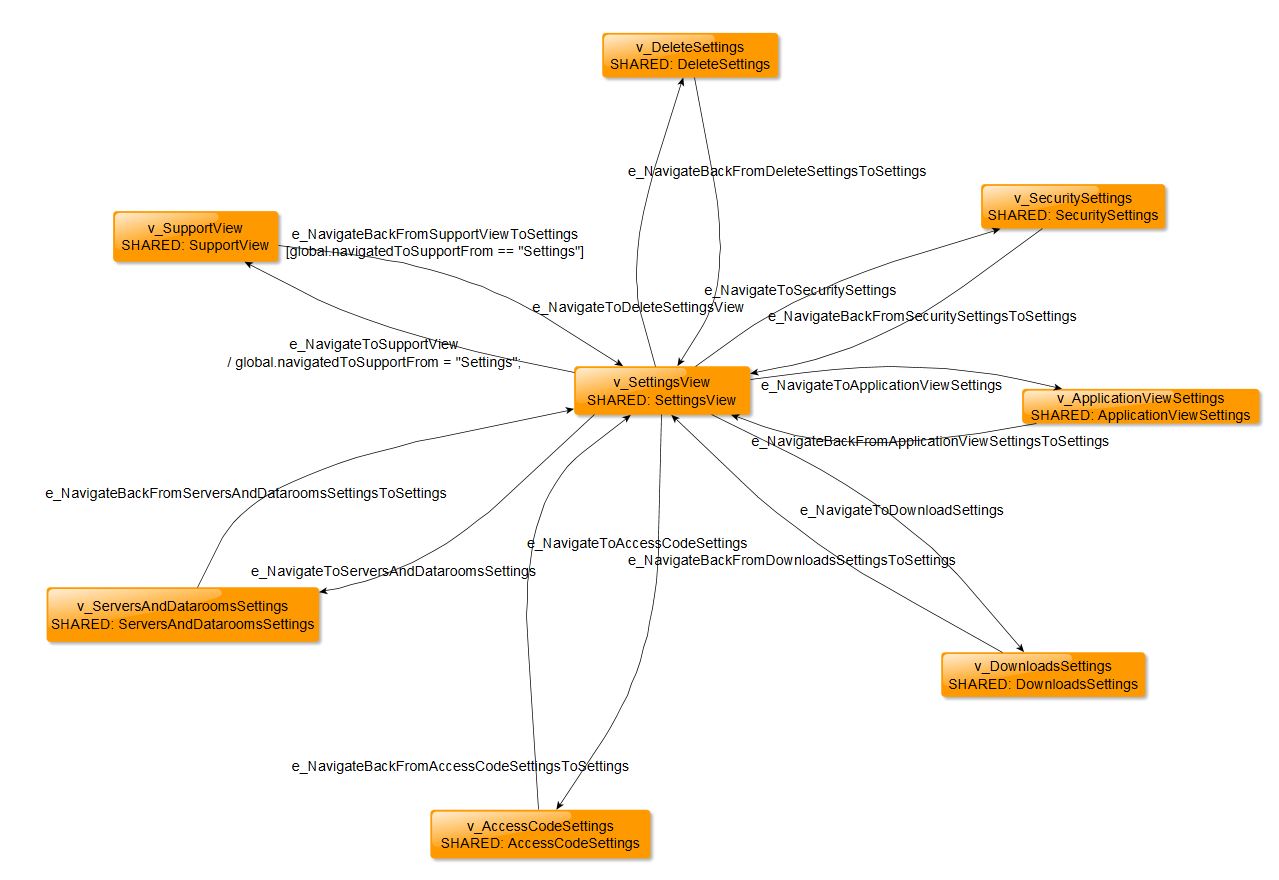 v_DeleteSettings
SHARED: DeleteSettings
e_NavigateBackFromDeleteSettingsToSettings
v_SecuritySettings
SHARED: SecuritySettings
v_SupportView
SHARED: SupportView
e_NavigateBackFromSupportViewToSettings
[global.navigatedToSupportFrom == "Settings"]
e_NavigateToSecuritySettings
e_NavigateToDeleteSettingsView
e_NavigateBackFromSecuritySettingsToSettings
e_NavigateToSupportView
/ global.navigatedToSupportFrom = "Settings";
v_SettingsView
SHARED: SettingsView
e_NavigateToApplicationViewSettings
v_ApplicationViewSettings
SHARED: ApplicationViewSettings
e_NavigateBackFromApplicationViewSettingsToSettings
e_NavigateBackFromServersAndDataroomsSettingsToSettings
e_NavigateToDownloadSettings
e_NavigateToAccessCodeSettings
e_NavigateBackFromDownloadsSettingsToSettings
e_NavigateToServersAndDataroomsSettings
v_ServersAndDataroomsSettings
SHARED: ServersAndDataroomsSettings
v_DownloadsSettings
SHARED: DownloadsSettings
e_NavigateBackFromAccessCodeSettingsToSettings
v_AccessCodeSettings
SHARED: AccessCodeSettings